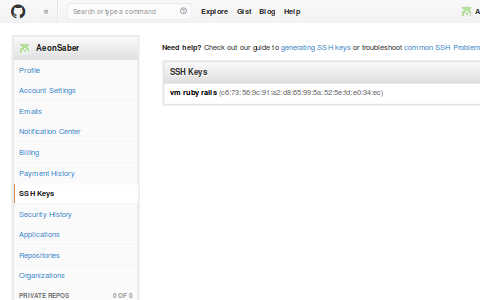 Search or type a command
Explore Gist Blog Help
AeonSaber
Profile
Account Settings
Emails
Notification Center
Billing
Payment History
SSH Keys
Security History
Applications
Repositories
Organizations
PRIVATE REPOS 0 OF 0
Need help? Check out our guide to generating SSH keys or troubleshoot common SSH Problem
SSH Keys
vm ruby rails (c6:73:56:9c:91:a2:d8:65:99:5a:52:5e:fd:e0:34:ec)